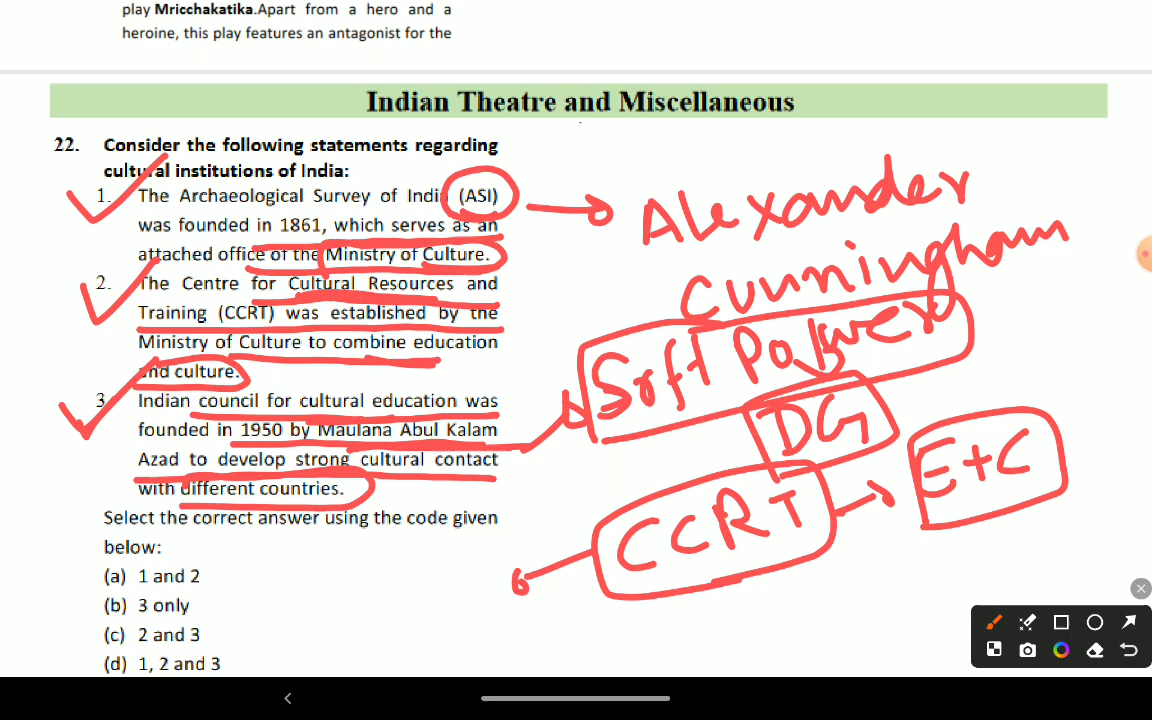 play Mricchakatika.Apart from a hero and a
heroine, this play features an antagonist for the
Indian Theatre and Miscellaneous
22. Consider the following statements regarding
cultural institutions of India:
1. The Archaeological Survey of India (ASI)
was founded in 1861, which serves as an
attached office of the Ministry of Culture.
2. The Centre for Cultural Resources and
Training (CCRT) was established by the
Ministry of Culture to combine education
and culture.
3. Indian council for cultural education was
founded in 1950 by Maulana Abul Kalam
Azad to develop strong cultural contact
with different countries.
Select the correct answer using the code given
below:
(a) 1 and 2
(b) 3 only
(c) 2 and 3
(d) 1, 2 and 3
Alexander
Cunningham
Soft Power
DG
CCRT
E+C